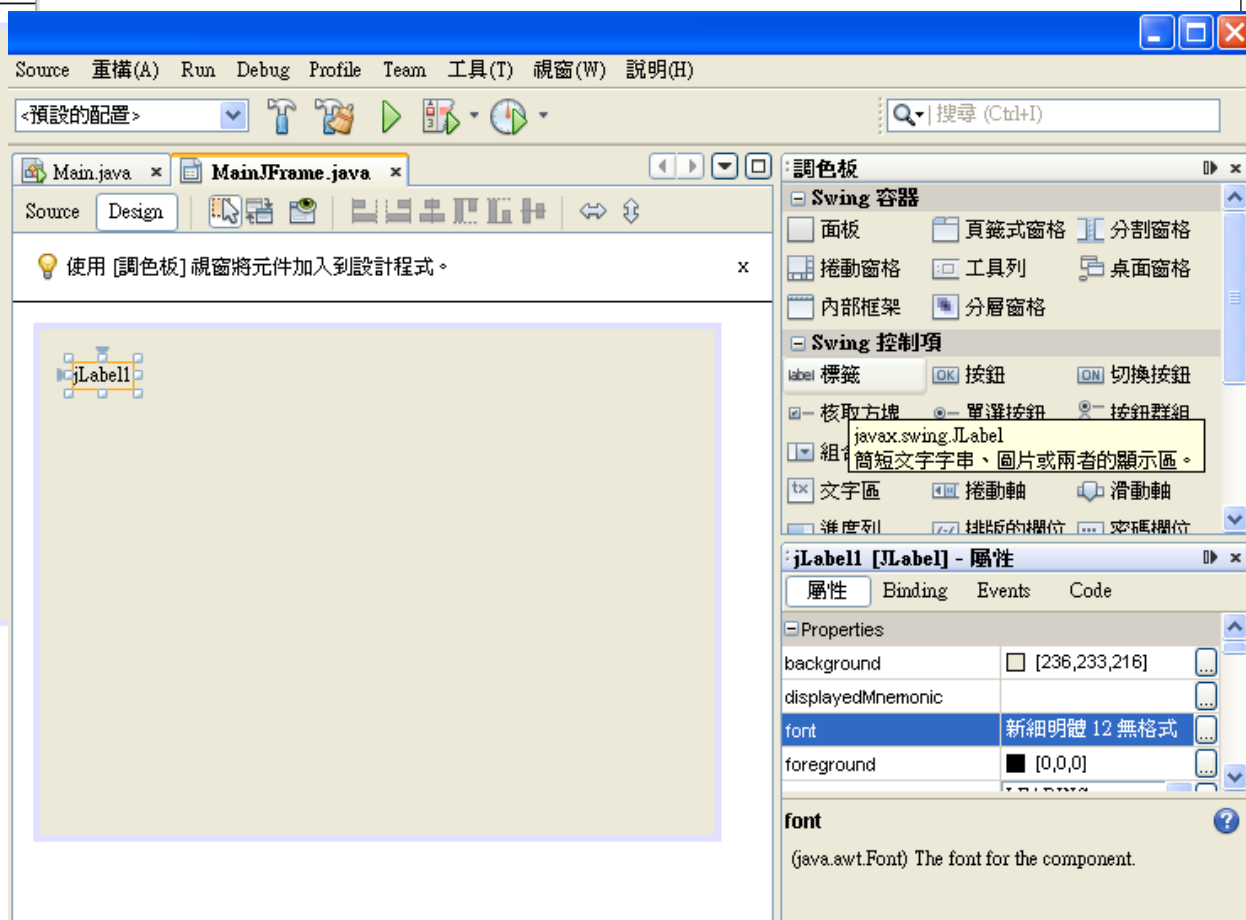 Source 重構(A) Run Debug Profile Team 工具(T) 視窗(W) 說明(H)
<預設的配置>
搜尋 (Ctrl+I)
Main.java x MainJFrame.java x
Source Design
使用 [調色板] 視窗將元件加入到設計程式。 x
jLabel1
調色板
Swing 容器
面板 頁籤式窗格 分割窗格
捲動窗格 工具列 桌面窗格
內部框架 分層窗格
Swing 控制項
label 標籤 OK 按鈕 ON 切換按鈕
核取方塊 單選按鈕 按鈕群組
javax.swing.JLabel
簡短文字字串、圖片或兩者的顯示區。
文字區 捲動軸 滑動軸
進度列 排版的欄位 密碼欄位
jLabel1 [JLabel] - 屬性
屬性 Binding Events Code
Properties
background [236,233,216] ...
displayedMnemonic ...
font 新細明體 12 無格式 ...
foreground [0,0,0] ...
font
(java.awt.Font) The font for the component.